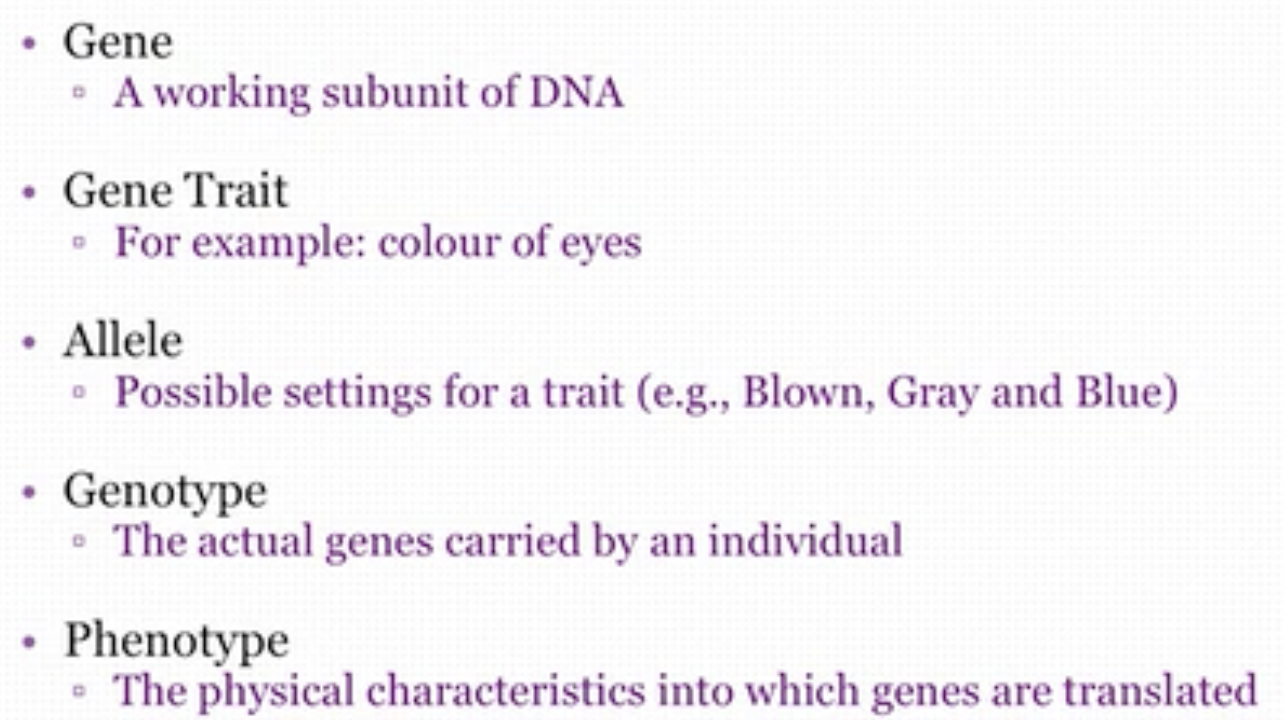 • Gene
▫ A working subunit of DNA
• Gene Trait
▫ For example: colour of eyes
• Allele
▫ Possible settings for a trait (e.g., Blown, Gray and Blue)
• Genotype
▫ The actual genes carried by an individual
• Phenotype
▫ The physical characteristics into which genes are translated